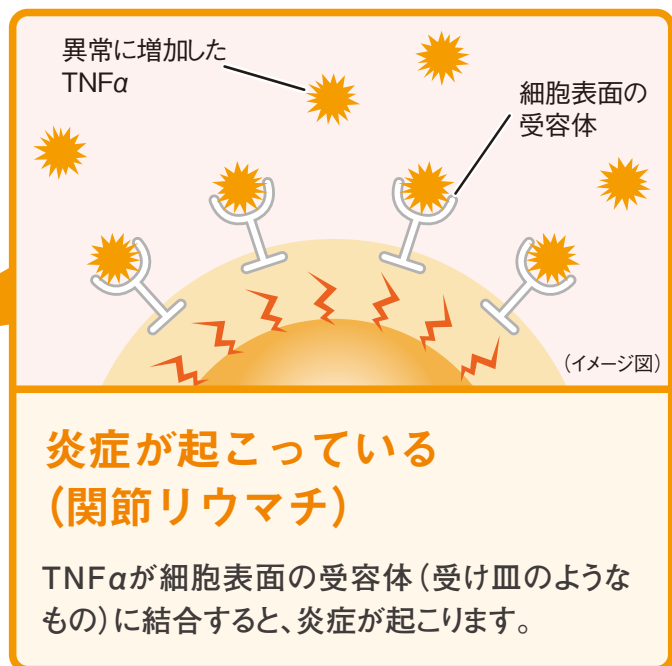 異常に増加した
TNFα
細胞表面の
受容体
(イメージ図)
炎症が起こっている
(関節リウマチ)
TNFαが細胞表面の受容体(受け皿のような
もの)に結合すると、炎症が起こります。